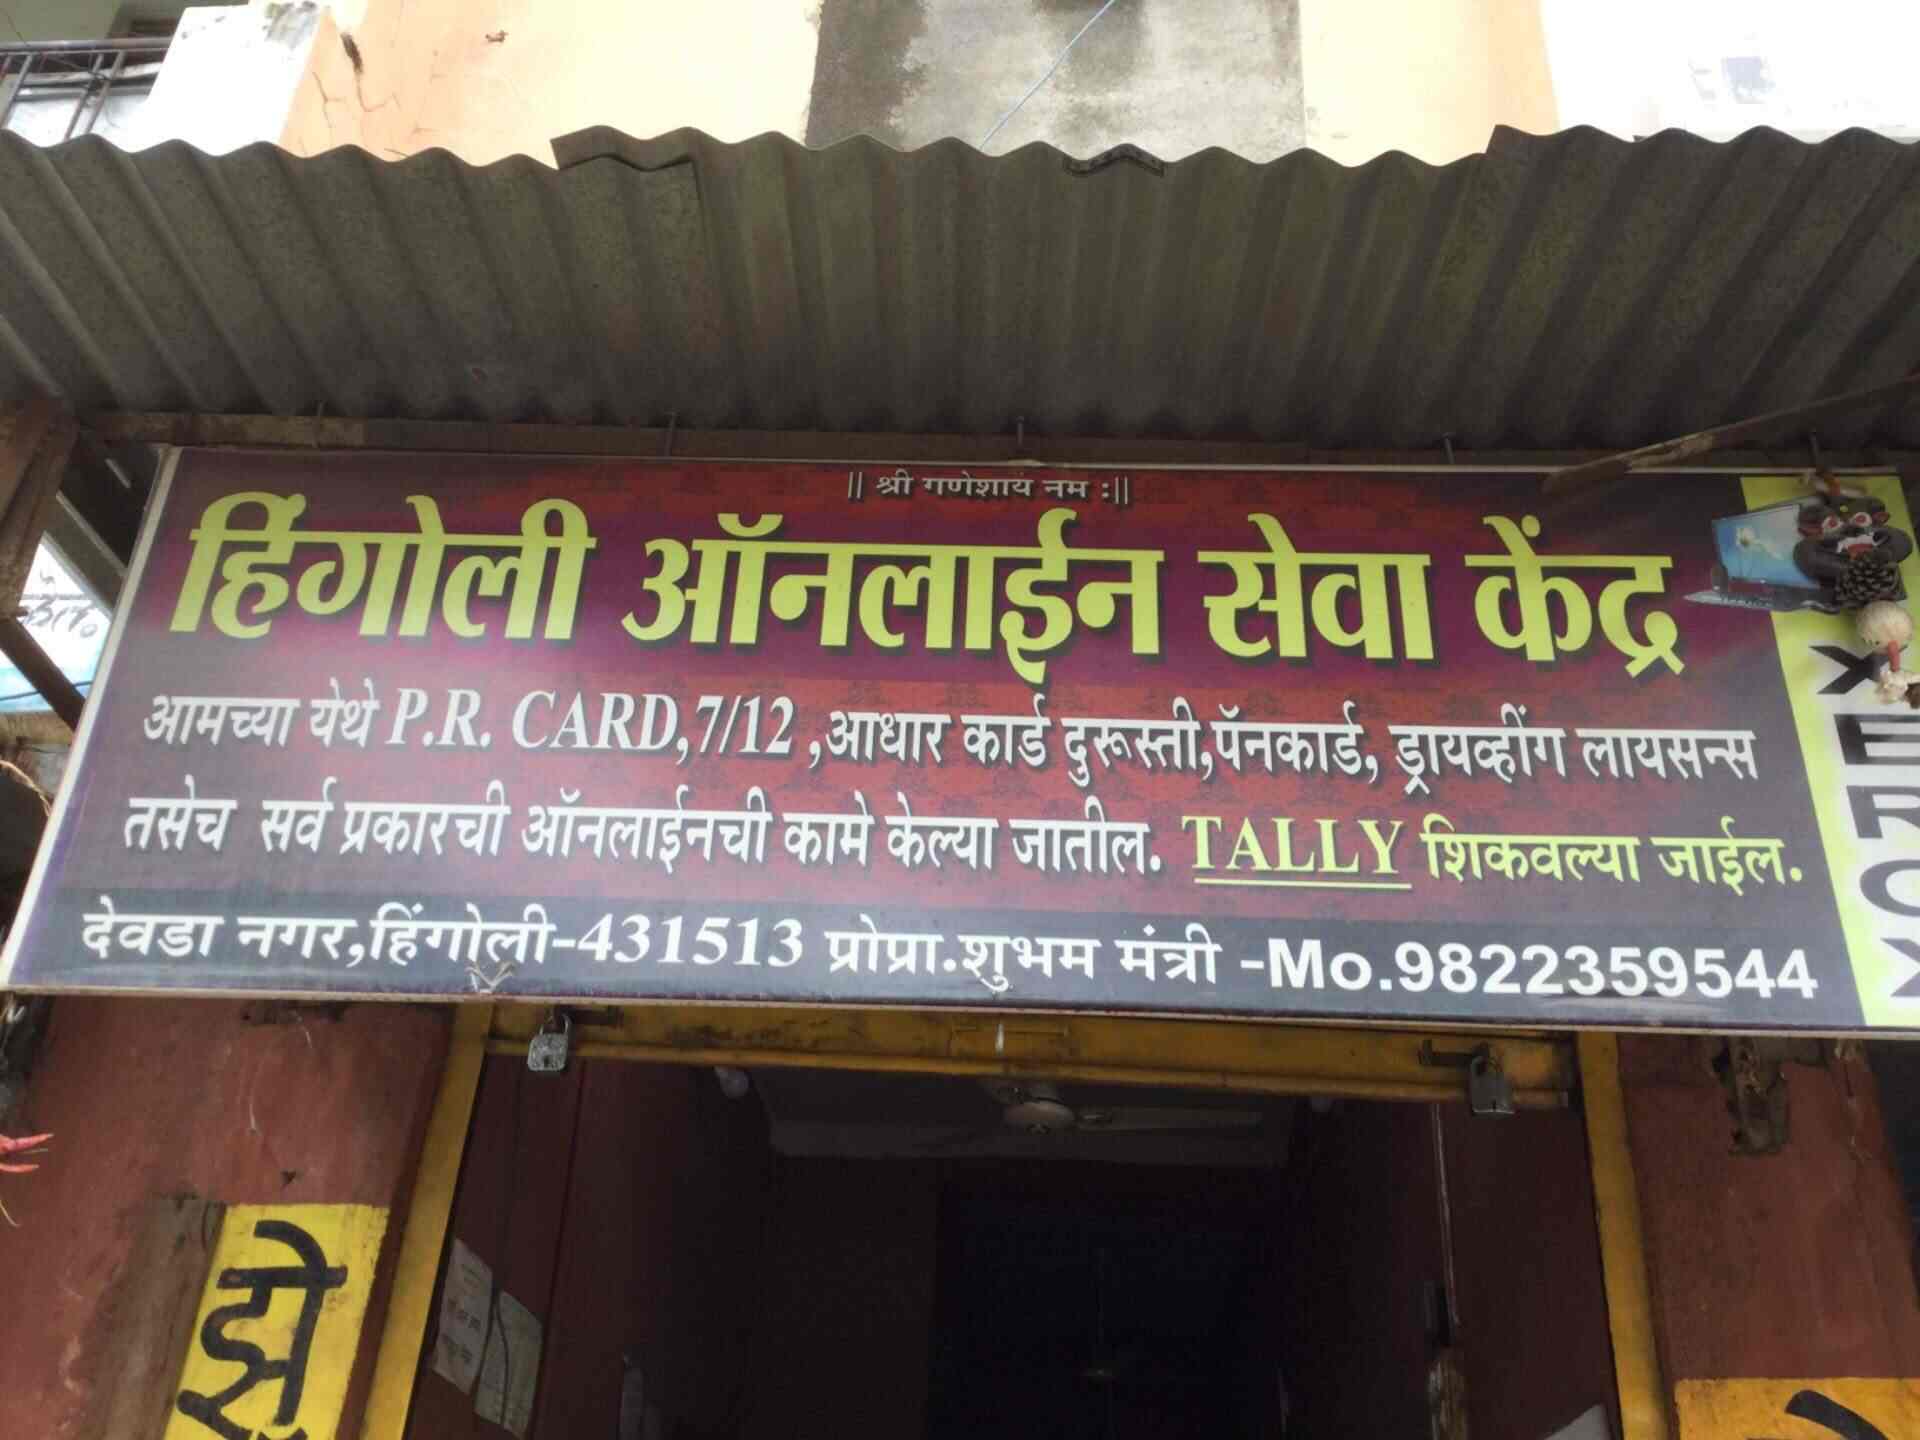 || श्री गणेशाय नम :||
हिंगोली ऑनलाईन सेवा केंद्र
आमच्या येथे P.R. CARD,7/12 ,आधार कार्ड दुरूस्ती,पॅनकार्ड, ड्रायव्हींग लायसन्स
तसेच सर्व प्रकारची ऑनलाईनची कामे केल्या जातील. TALLY शिकवल्या जाईल.
देवडा नगर,हिंगोली-431513 प्रोप्रा.शुभम मंत्री -Mo.9822359544
XEROX
झे